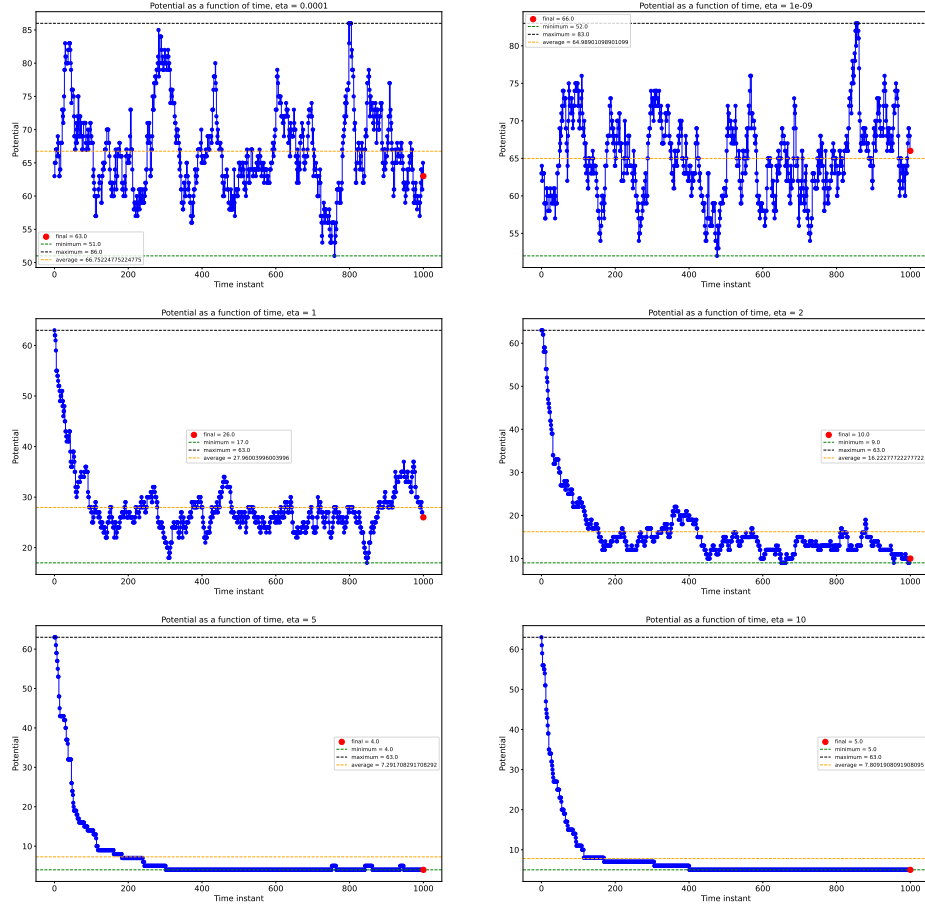 Potential as a function of time, eta = 0.0001
Potential
85
80
75
70
65
60
55
50
final = 63.0
minimum = 51.0
maximum = 86.0
average = 66.75224775224775
0 200 400 600 800 1000
Time instant
Potential as a function of time, eta = 1e-09
Potential
80
75
70
65
60
55
final = 66.0
minimum = 52.0
maximum = 83.0
average = 64.98901098901099
0 200 400 600 800 1000
Time instant
Potential as a function of time, eta = 1
Potential
60
50
40
30
20
final = 26.0
minimum = 17.0
maximum = 63.0
average = 27.96003996003996
0 200 400 600 800 1000
Time instant
Potential as a function of time, eta = 2
Potential
60
50
40
30
20
10
final = 10.0
minimum = 9.0
maximum = 63.0
average = 16.22277722277722
0 200 400 600 800 1000
Time instant
Potential as a function of time, eta = 5
Potential
60
50
40
30
20
10
final = 4.0
minimum = 4.0
maximum = 63.0
average = 7.291708291708292
0 200 400 600 800 1000
Time instant
Potential as a function of time, eta = 10
Potential
60
50
40
30
20
10
final = 5.0
minimum = 5.0
maximum = 63.0
average = 7.8091908091908095
0 200 400 600 800 1000
Time instant